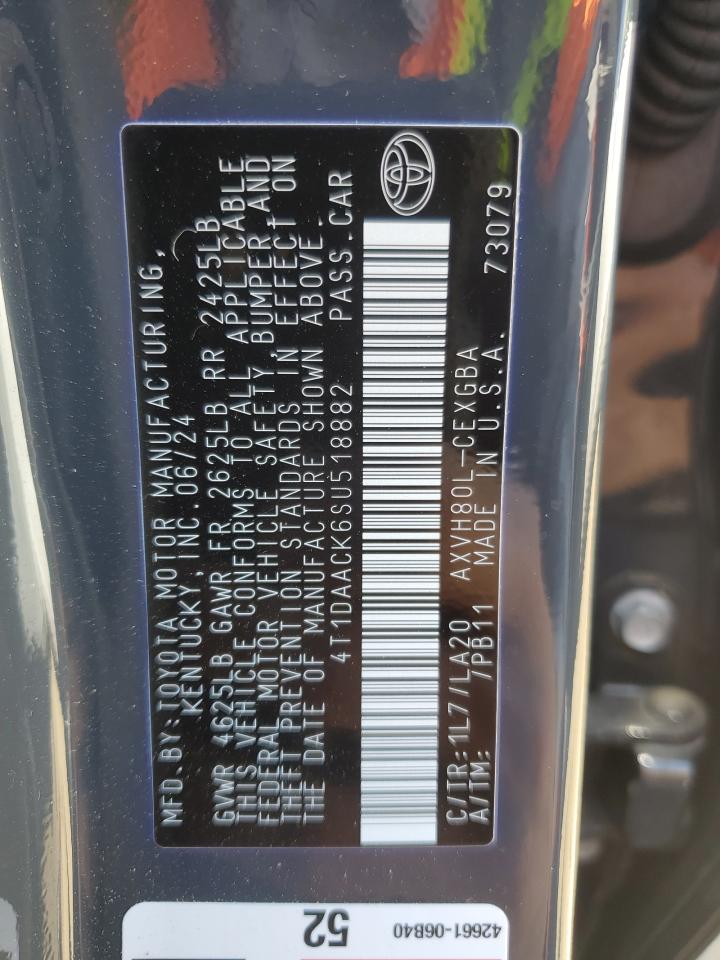 MFD.BY:TOYOTA MOTOR MANUFACTURING,
KENTUCKY, INC.06/24
GVWR 4625LB GAWR FR 2625LB RR 2425LB
THIS VEHICLE CONFORMS TO ALL APPLICABLE
FEDERAL MOTOR VEHICLE SAFETY, BUMPER AND
THEFT PREVENTION STANDARDS IN EFFECT ON
THE DATE OF MANUFACTURE SHOWN ABOVE.
4T1DAACK6SU518882 PASS.CAR
C/TR:1L7/LA20 AXVH80L-CEXGBA
A/TM: /PB11 MADE IN U.S.A. 73079
52
42661-06B40